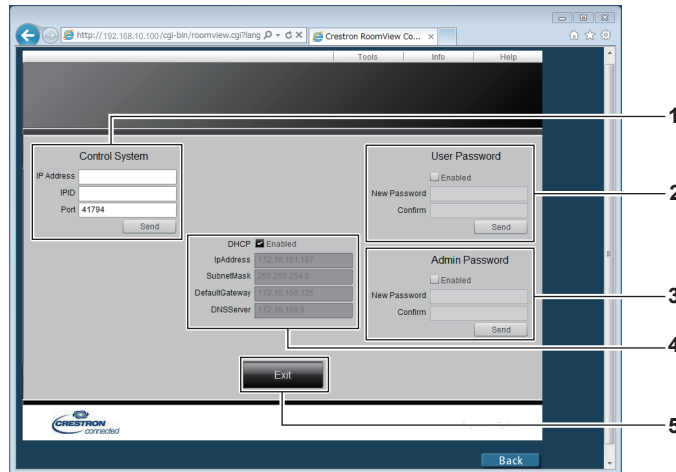 http://192.168.10.100/cgi-bin/roomview.cgi?lang
Crestron RoomView Co...
Tools Info Help
1
Control System
IP Address
IPID
Port 41794
Send
User Password
Enabled
New Password
Confirm
Send
2
DHCP Enabled
IpAddress 172.16.161.197
SubnetMask 255.255.254.0
DefaultGateway 172.16.160.125
DNSServer 172.16.160.9
Admin Password
Enabled
New Password
Confirm
Send
3
4
Exit
5
CRESTRON
connected
Back